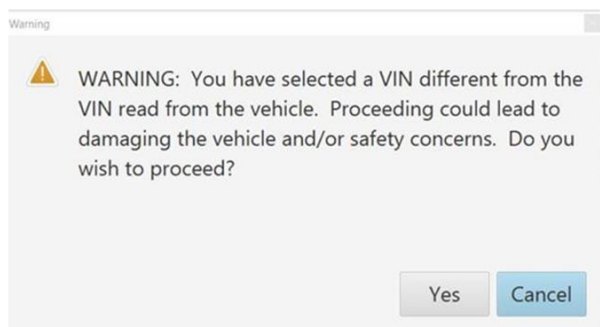 Warning
WARNING: You have selected a VIN different from the
VIN read from the vehicle. Proceeding could lead to
damaging the vehicle and/or safety concerns. Do you
wish to proceed?
Yes Cancel